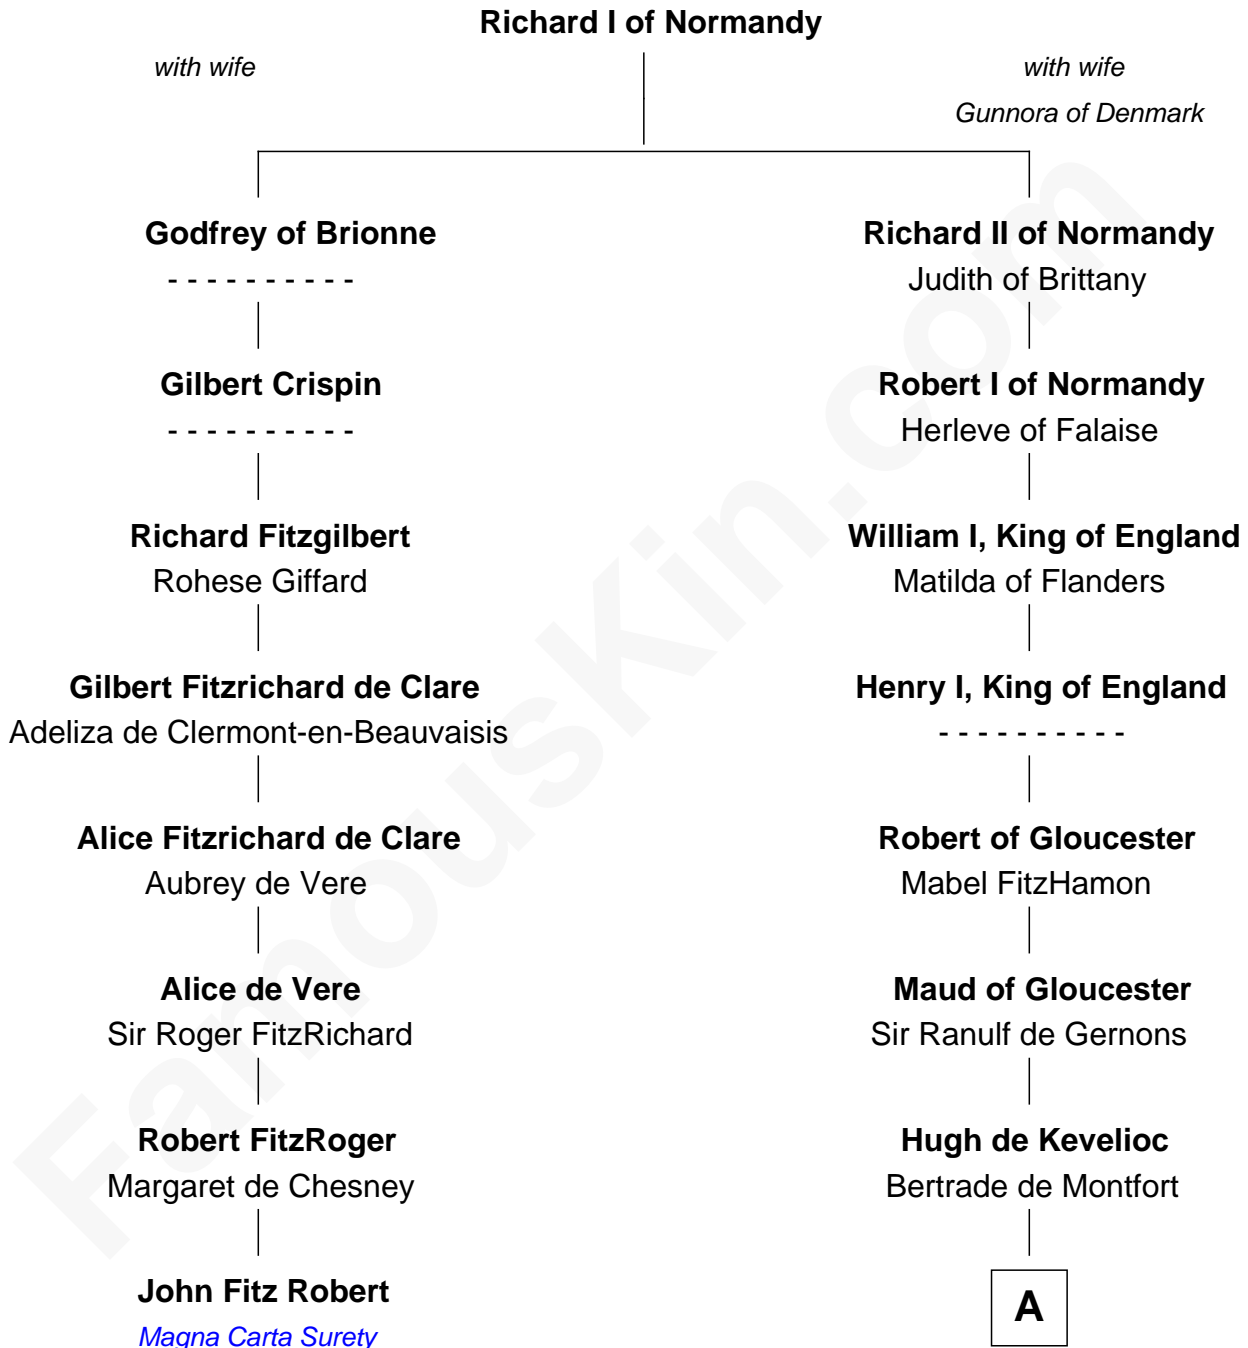 Richard I of Normandy
with wife
with wife
Gunnora of Denmark
Godfrey of Brionne
- - - - - - - - - -
Gilbert Crispin
- - - - - - - - - -
Richard Fitzgilbert
Rohese Giffard
Gilbert Fitzrichard de Clare
Adeliza de Clermont-en-Beauvaisis
Alice Fitzrichard de Clare
Aubrey de Vere
Alice de Vere
Sir Roger FitzRichard
Robert FitzRoger
Margaret de Chesney
John Fitz Robert
Magna Carta Surety
Richard II of Normandy
Judith of Brittany
Robert I of Normandy
Herleve of Falaise
William I, King of England
Matilda of Flanders
Henry I, King of England
- - - - - - - - - -
Robert of Gloucester
Mabel FitzHamon
Maud of Gloucester
Sir Ranulf de Gernons
Hugh de Kevelioc
Bertrade de Montfort
A
FamousKin.com